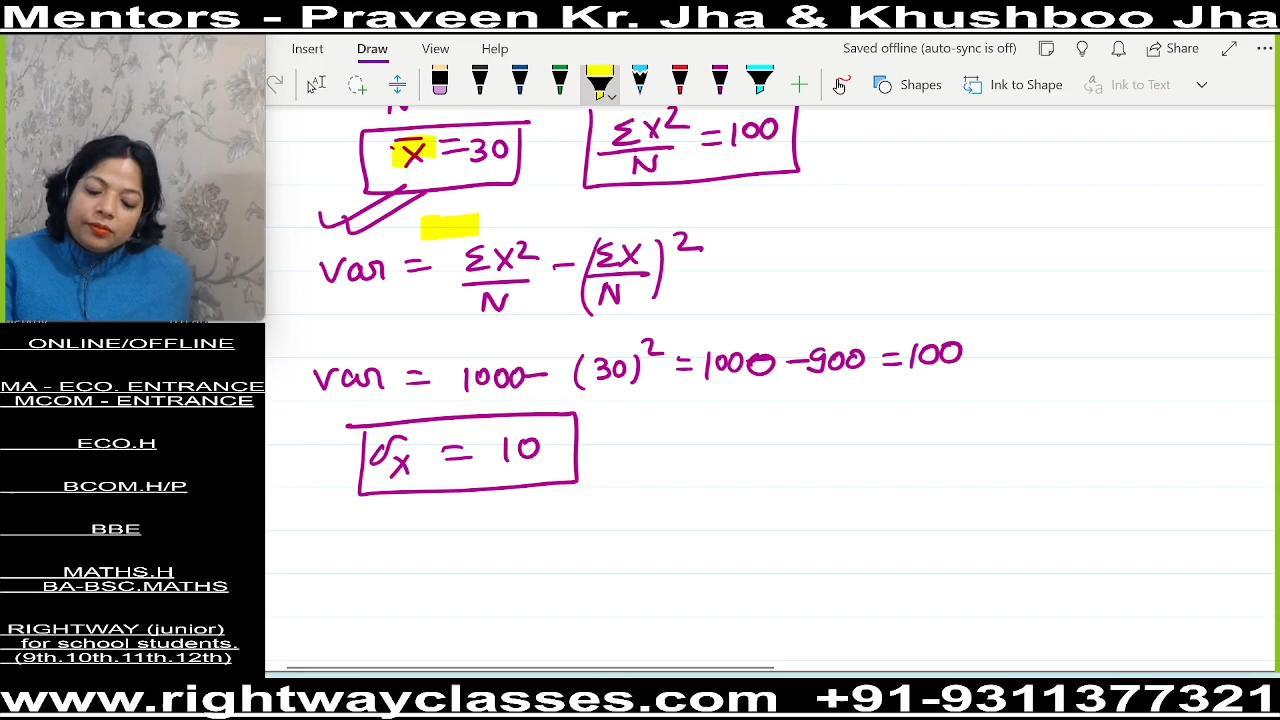 Mentors - Praveen Kr. Jha & Khushboo Jha
Insert Draw View Help Saved offline (auto-sync is off) Share
Shapes Ink to Shape Ink to Text
x̄ = 30
ΣX²/N = 100
var = ΣX²/N - (ΣX/N)²
var = 1000 - (30)² = 1000 - 900 = 100
σx = 10
ONLINE/OFFLINE
MA - ECO. ENTRANCE
MCOM - ENTRANCE
ECO.H
BCOM.H/P
BBE
MATHS.H
BA-BSC.MATHS
RIGHTWAY (junior)
for school students.
(9th.10th.11th.12th)
www.rightwayclasses.com +91-9311377321